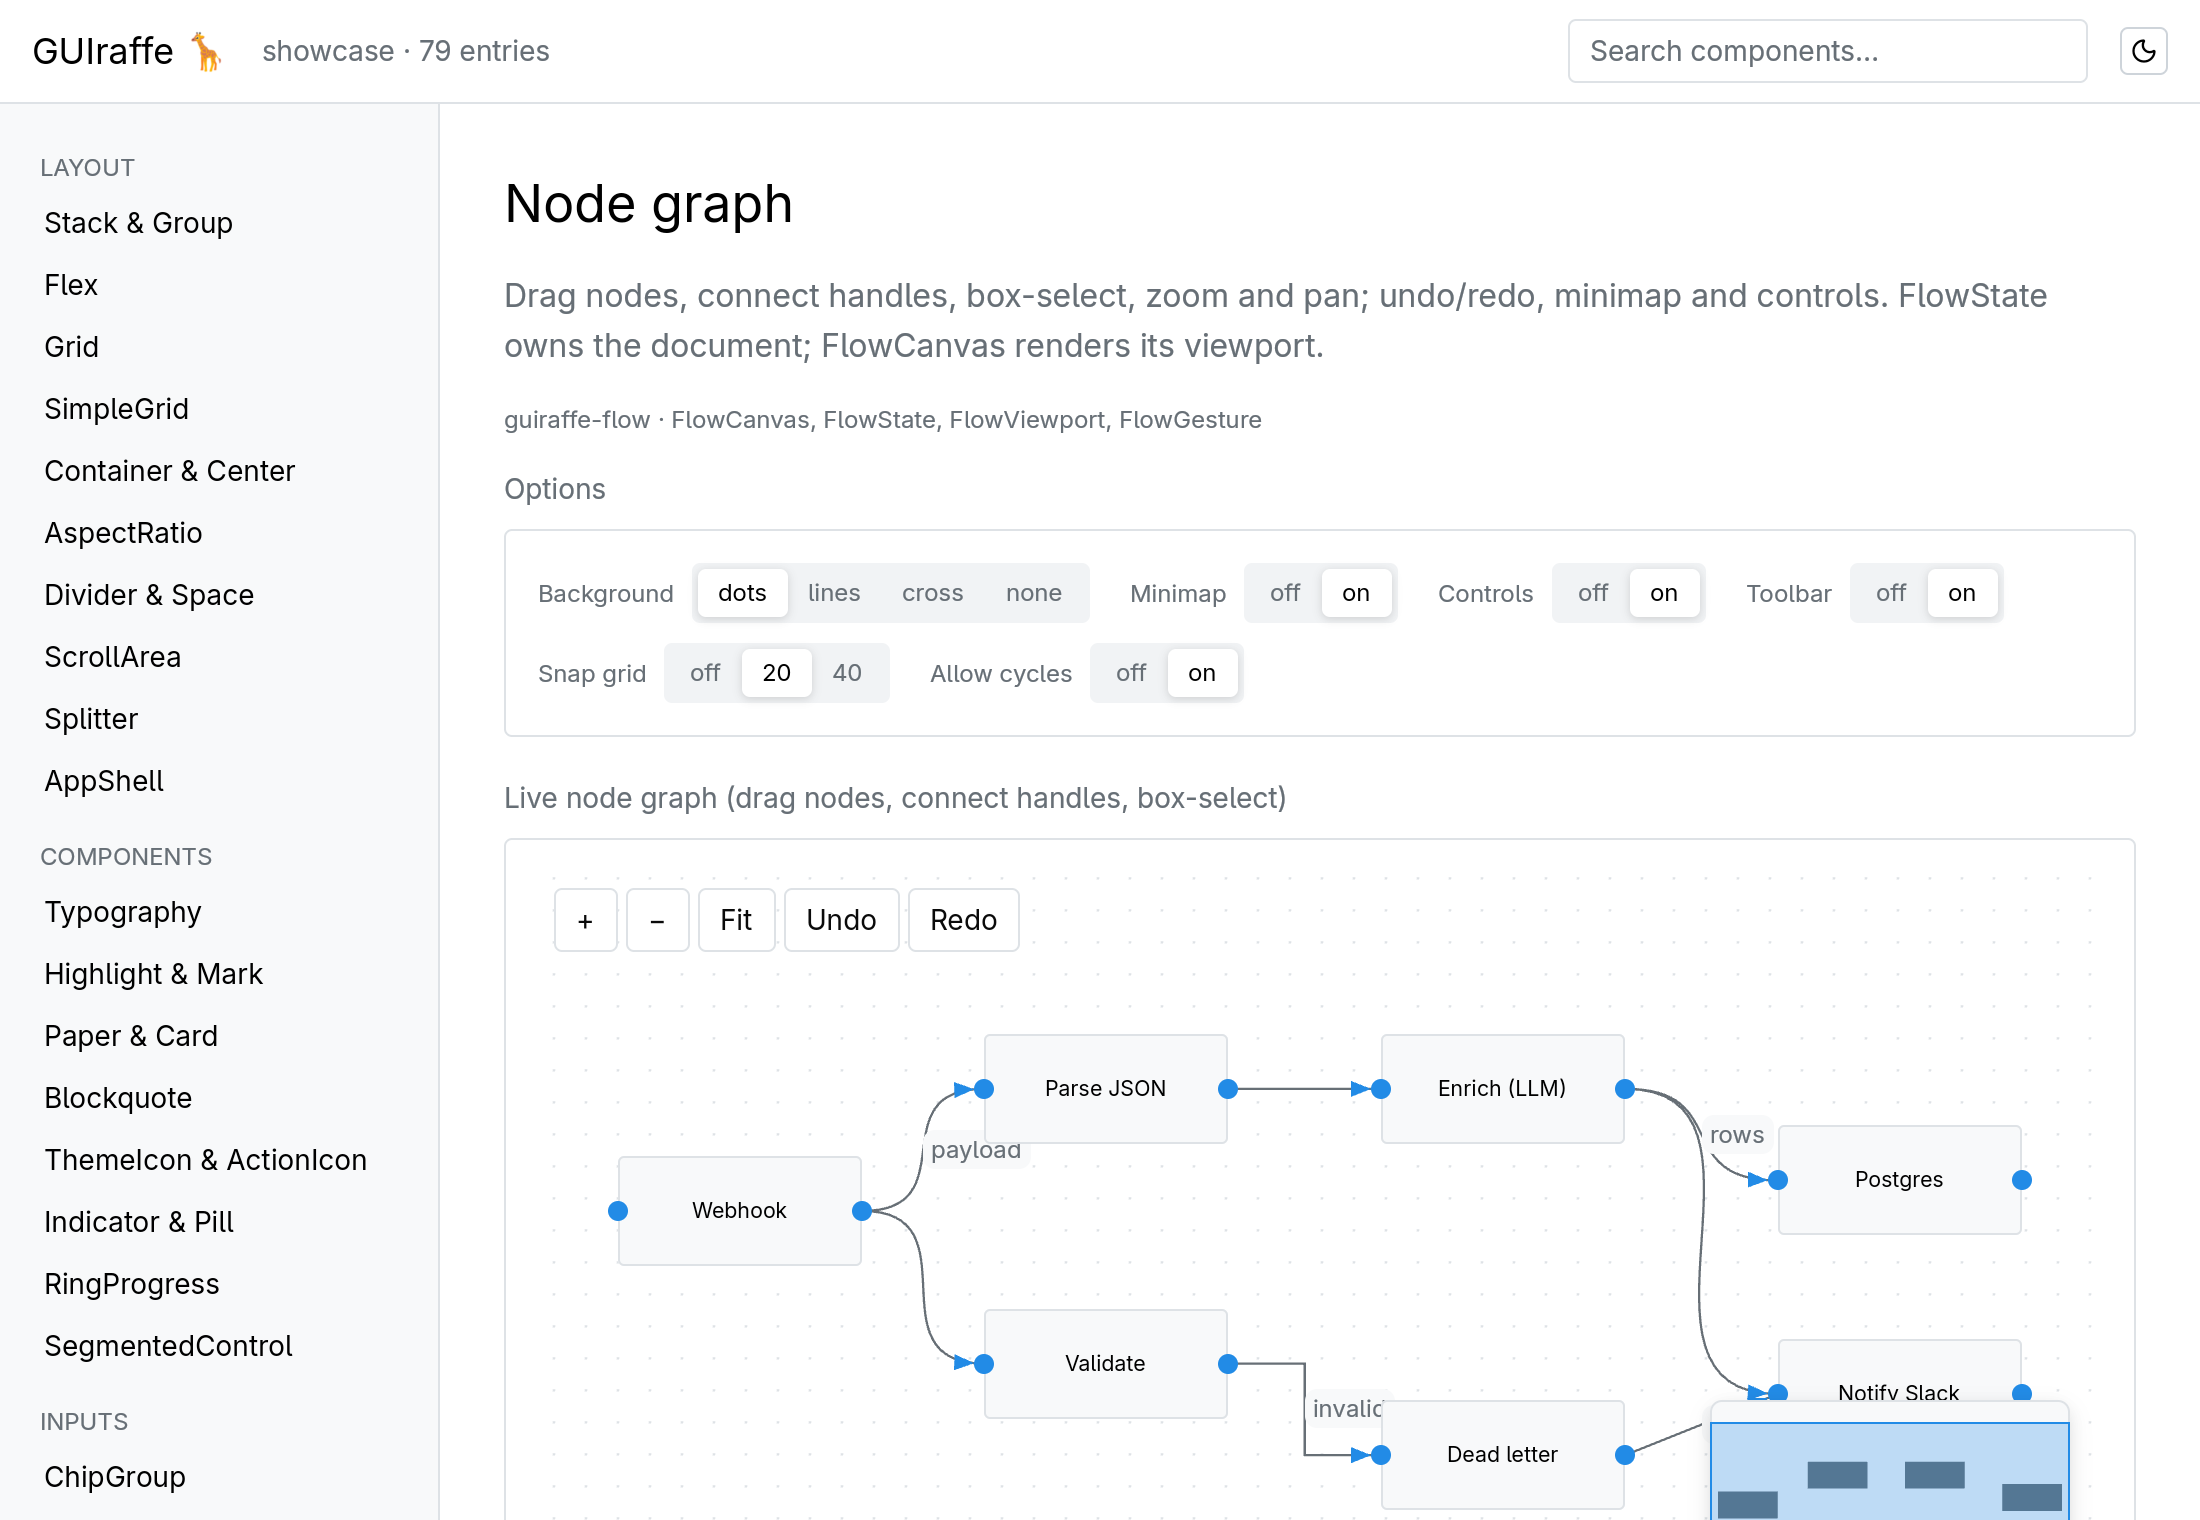 GUIraffe 🦒 showcase · 79 entries
Search components...
LAYOUT
Stack & Group
Flex
Grid
SimpleGrid
Container & Center
AspectRatio
Divider & Space
ScrollArea
Splitter
AppShell
COMPONENTS
Typography
Highlight & Mark
Paper & Card
Blockquote
ThemeIcon & ActionIcon
Indicator & Pill
RingProgress
SegmentedControl
INPUTS
ChipGroup
Node graph
Drag nodes, connect handles, box-select, zoom and pan; undo/redo, minimap and controls. FlowState
owns the document; FlowCanvas renders its viewport.
guiraffe-flow · FlowCanvas, FlowState, FlowViewport, FlowGesture
Options
Background dots lines cross none Minimap off on Controls off on Toolbar off on
Snap grid off 20 40 Allow cycles off on
Live node graph (drag nodes, connect handles, box-select)
+ − Fit Undo Redo
Parse JSON
Enrich (LLM)
payload
rows
Webhook
Postgres
Validate
Notify Slack
invalid
Dead letter